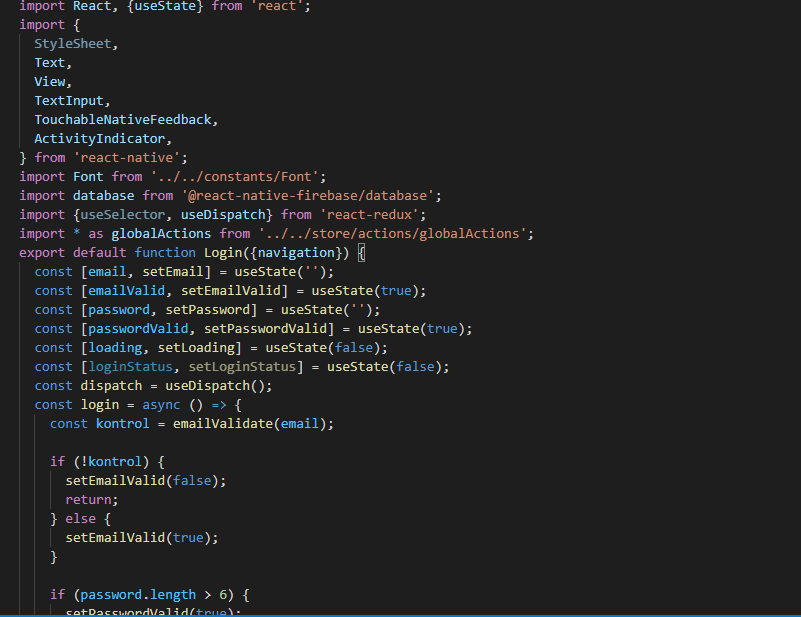 import React, {useState} from 'react';
import {
  StyleSheet,
  Text,
  View,
  TextInput,
  TouchableNativeFeedback,
  ActivityIndicator,
} from 'react-native';
import Font from '../../constants/Font';
import database from '@react-native-firebase/database';
import {useSelector, useDispatch} from 'react-redux';
import * as globalActions from '../../store/actions/globalActions';
export default function Login({navigation}) {
  const [email, setEmail] = useState('');
  const [emailValid, setEmailValid] = useState(true);
  const [password, setPassword] = useState('');
  const [passwordValid, setPasswordValid] = useState(true);
  const [loading, setLoading] = useState(false);
  const [loginStatus, setLoginStatus] = useState(false);
  const dispatch = useDispatch();
  const login = async () => {
    const kontrol = emailValidate(email);

    if (!kontrol) {
      setEmailValid(false);
      return;
    } else {
      setEmailValid(true);
    }

    if (password.length > 6) {
      setPasswordValid(true);